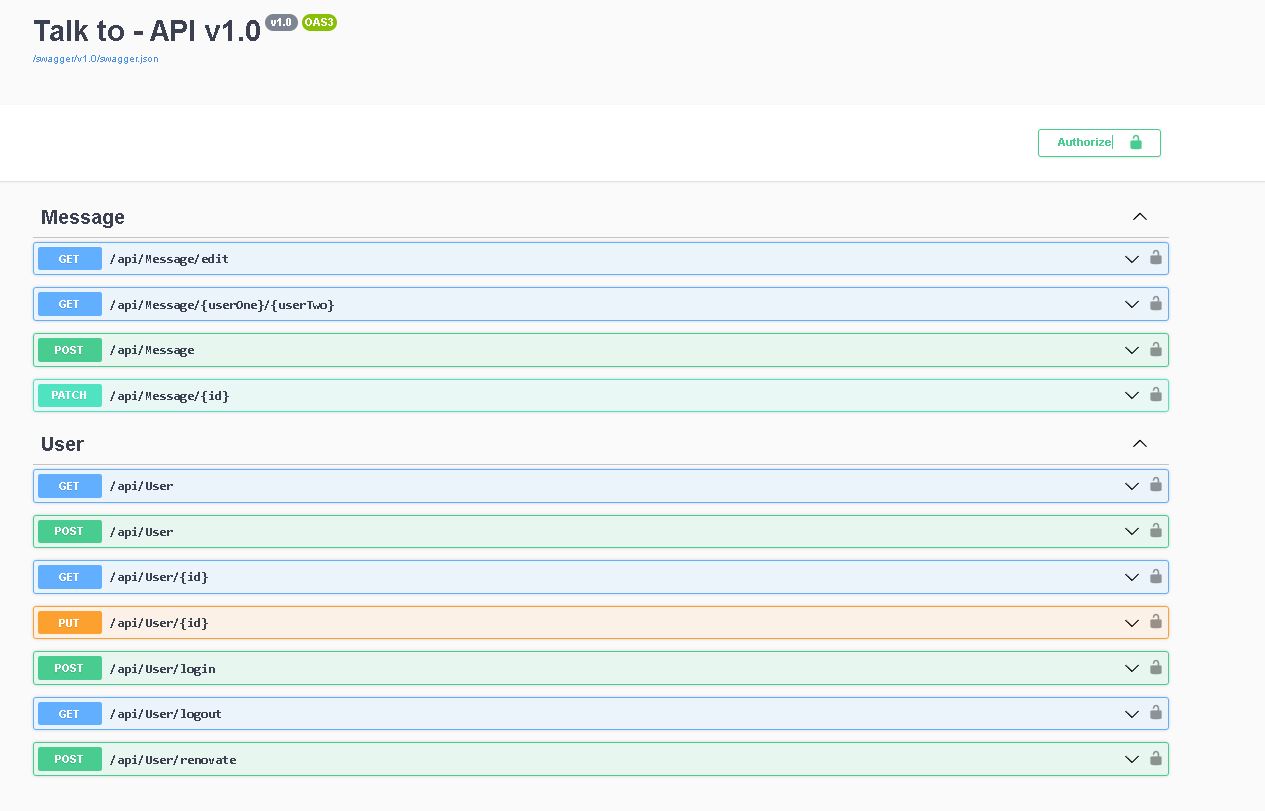 Talk to - API v1.0 v1.0 OAS3
/swagger/v1.0/swagger.json
Authorize
Message
GET /api/Message/edit
GET /api/Message/{userOne}/{userTwo}
POST /api/Message
PATCH /api/Message/{id}
User
GET /api/User
POST /api/User
GET /api/User/{id}
PUT /api/User/{id}
POST /api/User/login
GET /api/User/logout
POST /api/User/renovate